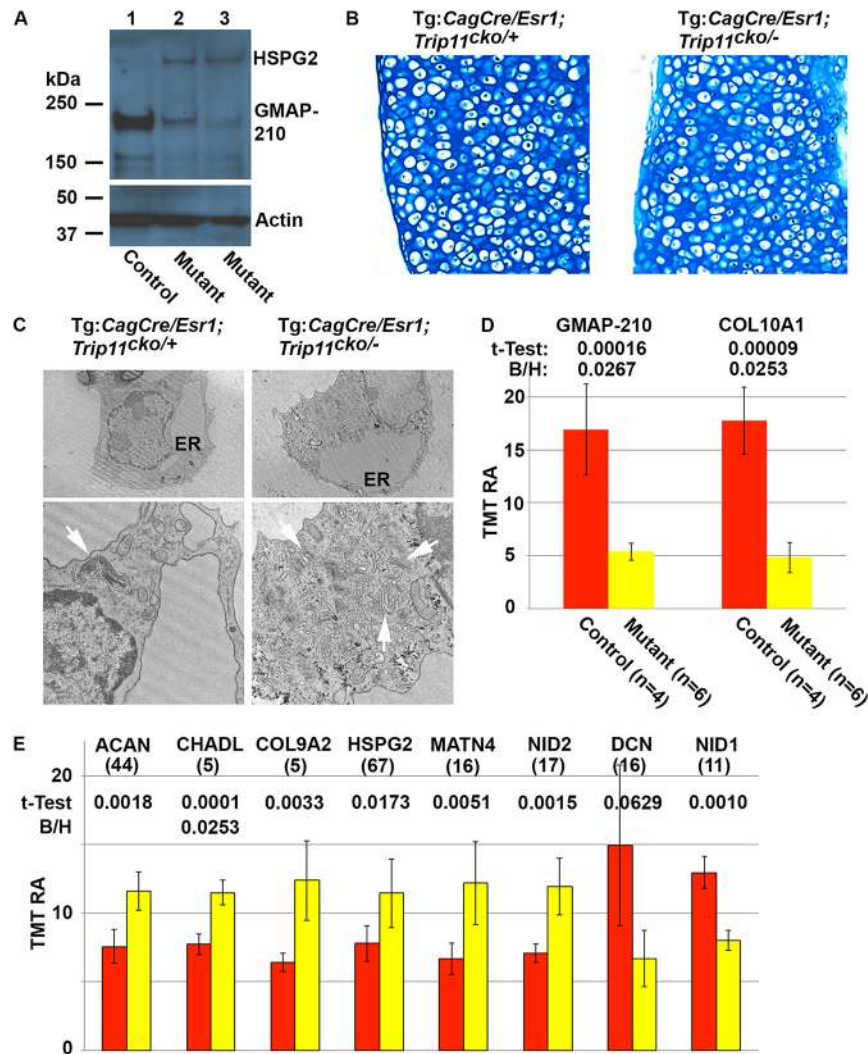 A
1 2 3
kDa
HSPG2
250
GMAP-
210
150
50
Actin
37
Control
Mutant
Mutant
B
Tg:CagCre/Esr1;
Trip11cko/+
Tg:CagCre/Esr1;
Trip11cko/-
C
Tg:CagCre/Esr1;
Trip11cko/+
Tg:CagCre/Esr1;
Trip11cko/-
ER
ER
D
GMAP-210 COL10A1
t-Test: 0.00016 0.00009
B/H: 0.0267 0.0253
20
15
10
5
0
TMT RA
Control (n=4)
Mutant (n=6)
Control (n=4)
Mutant (n=6)
E
ACAN CHADL COL9A2 HSPG2 MATN4 NID2 DCN NID1
(44) (5) (5) (67) (16) (17) (16) (11)
20
t-Test 0.0018 0.0001 0.0033 0.0173 0.0051 0.0015 0.0629 0.0010
B/H 0.0253
TMT RA
10
0